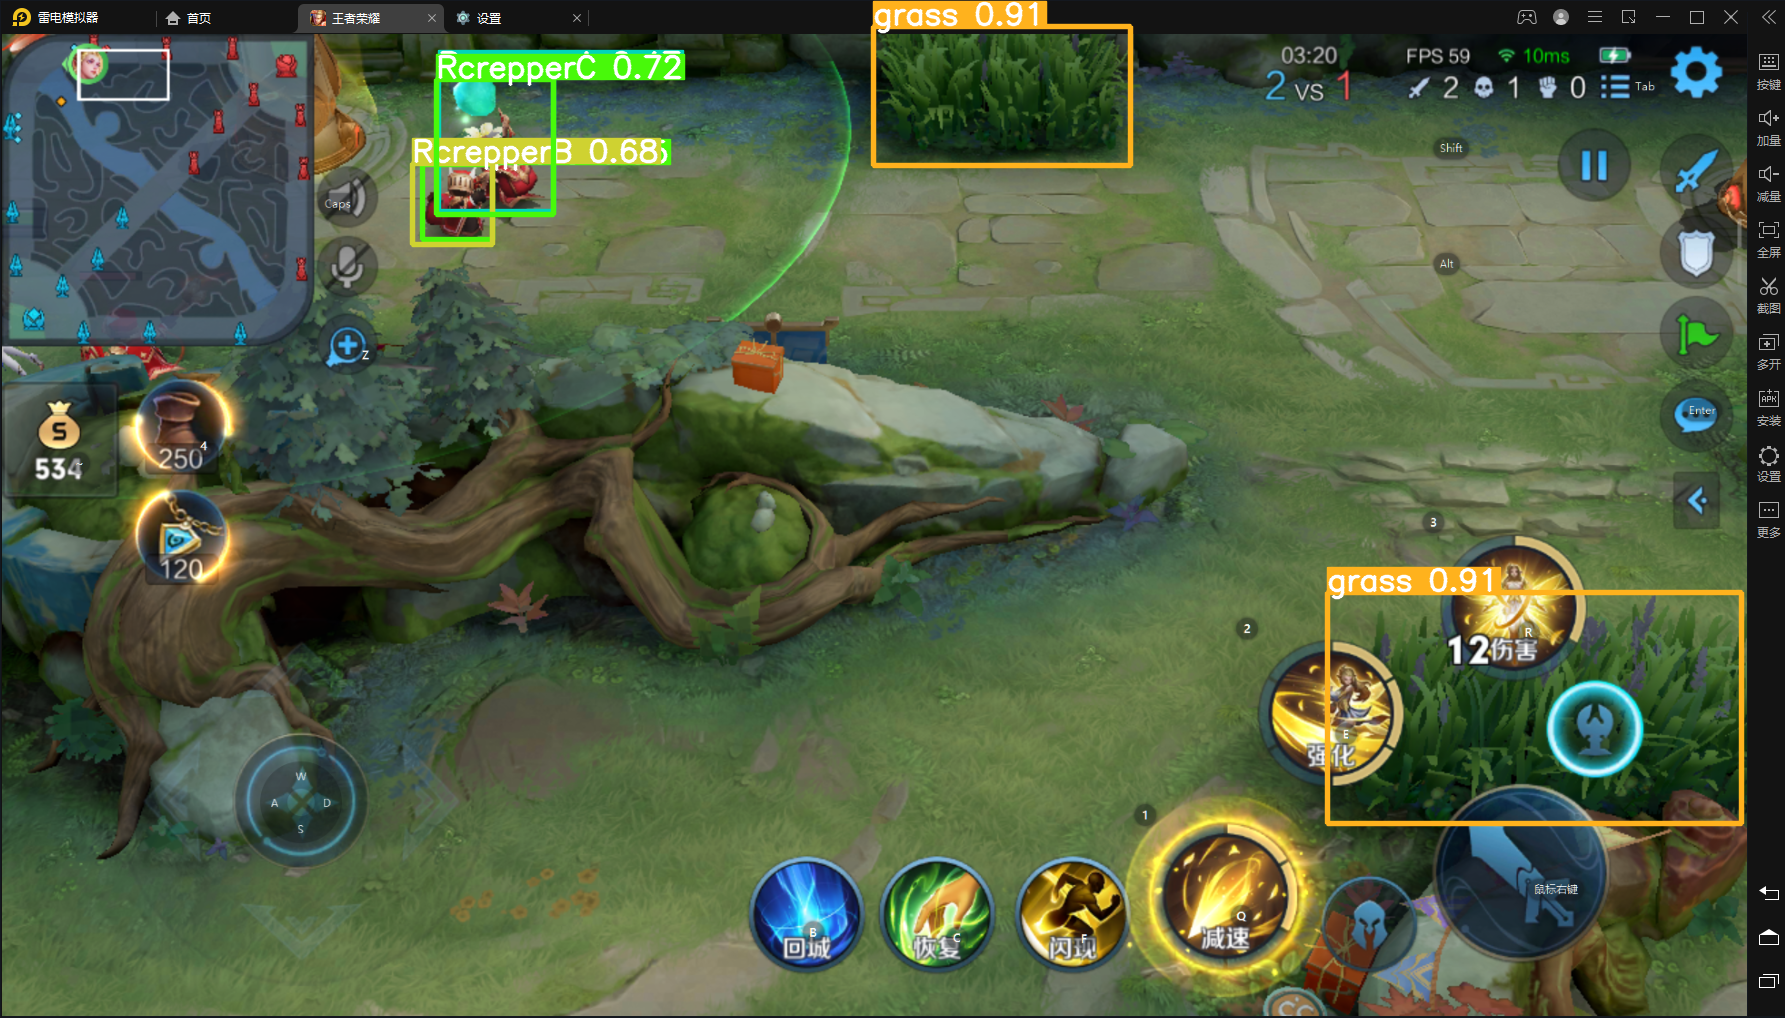 雷电模拟器
首页
王者荣耀
设置
grass 0.91
03:20
FPS 59
10ms
2 VS 1
2
1
0
Tab
RcrepperC 0.72
RcrepperB 0.68
Caps
Shift
Alt
Z
Enter
按键
加量
减量
全屏
截图
多开
APK
安装
设置
更多
S
534
4
250
120
3
grass 0.91
R
12伤害
2
E
强化
W
A
D
S
1
B
回城
C
恢复
F
闪现
Q
减速
鼠标右键